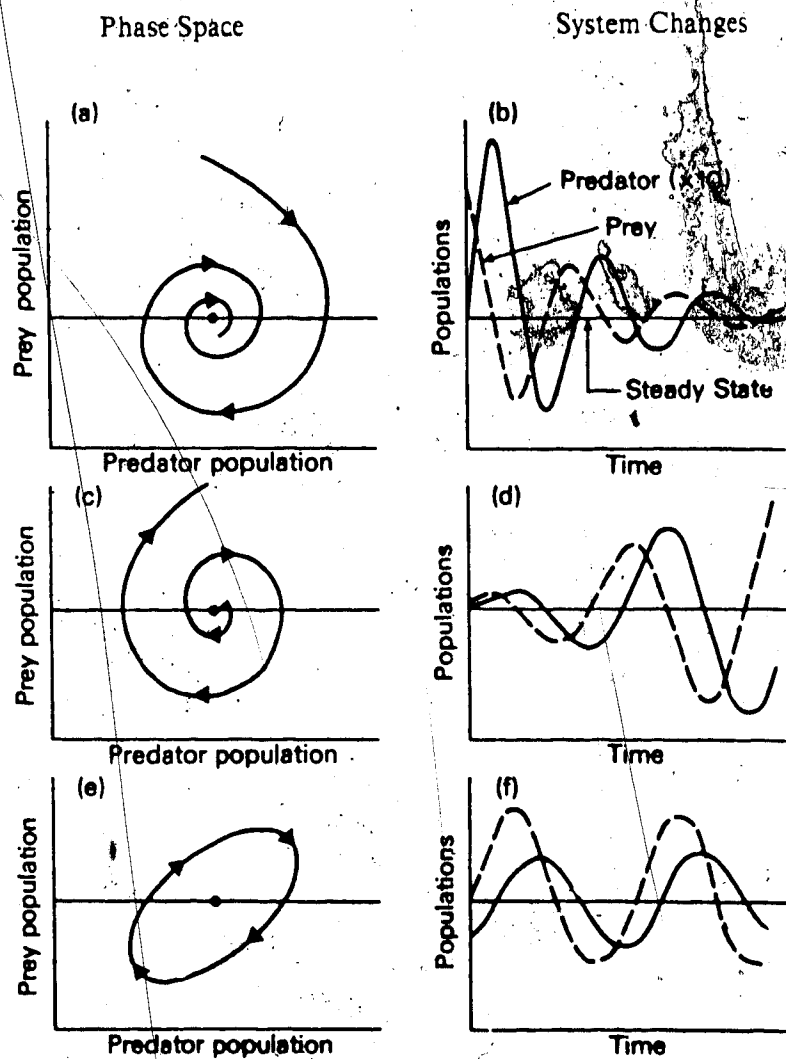 Phase Space
System Changes
(a)
Prey population
Predator population
(b)
Predator (x 10)
Prey
Steady State
Populations
Time
(c)
Prey population
Predator population
(d)
Populations
Time
(e)
Prey population
Predator population
(f)
Populations
Time